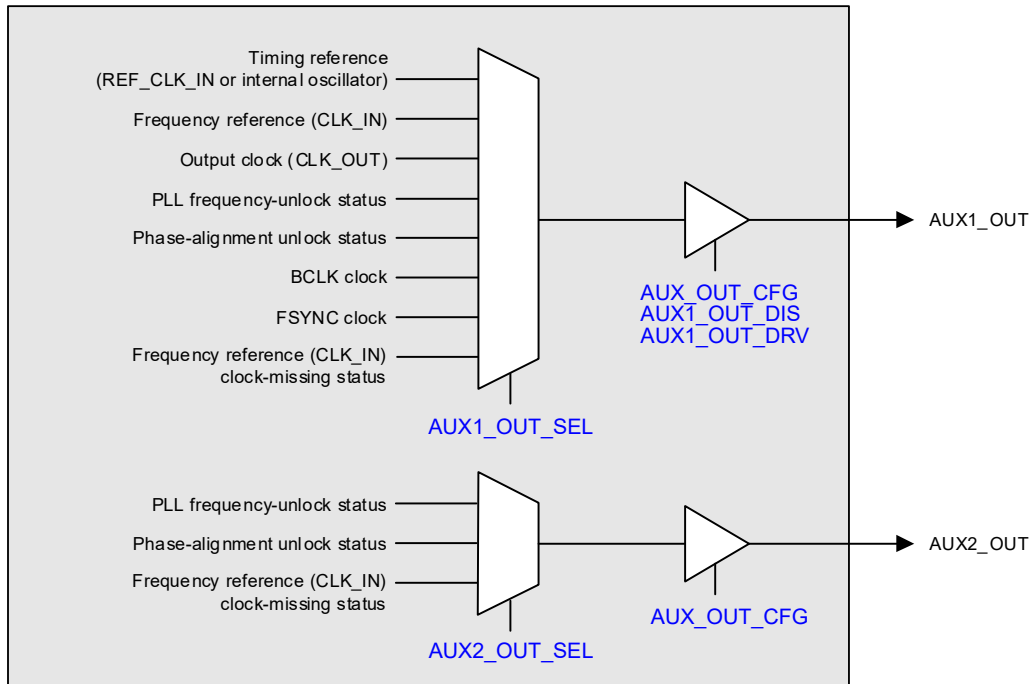 Timing reference
(REF_CLK_IN or internal oscillator)
Frequency reference (CLK_IN)
Output clock (CLK_OUT)
PLL frequency-unlock status
Phase-alignment unlock status
BCLK clock
FSYNC clock
Frequency reference (CLK_IN)
clock-missing status
AUX1_OUT_SEL
AUX_OUT_CFG
AUX1_OUT_DIS
AUX1_OUT_DRV
AUX1_OUT
PLL frequency-unlock status
Phase-alignment unlock status
Frequency reference (CLK_IN)
clock-missing status
AUX2_OUT_SEL
AUX_OUT_CFG
AUX2_OUT